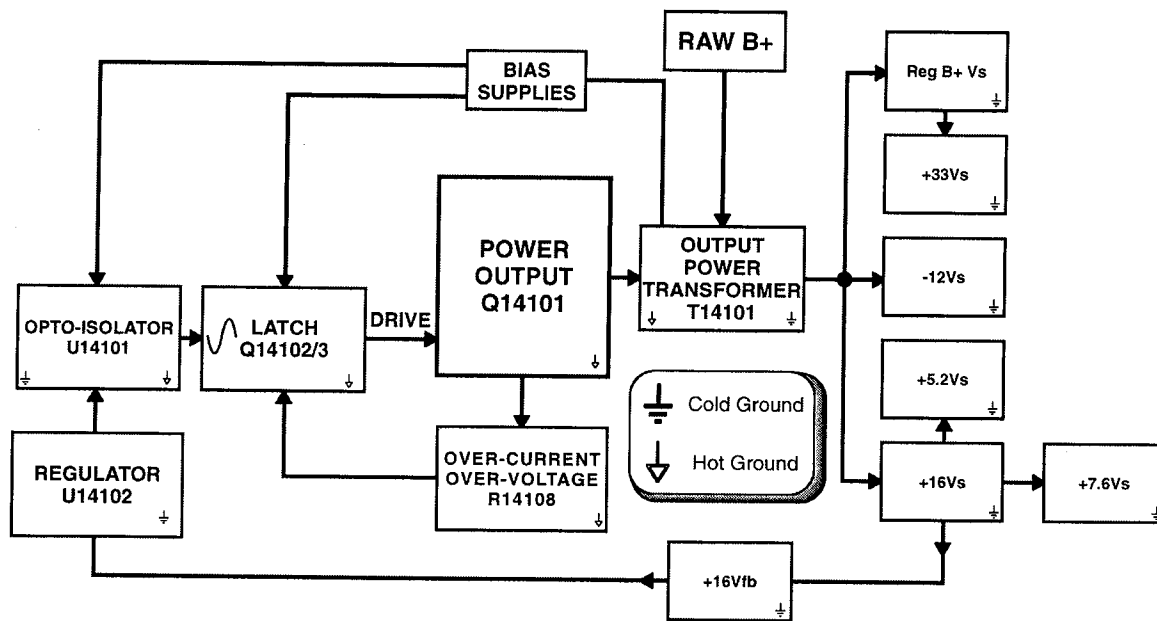 RAW B+
BIAS
SUPPLIES
Reg B+ Vs
+33Vs
POWER
OUTPUT
Q14101
OUTPUT
POWER
TRANSFORMER
T14101
-12Vs
OPTO-ISOLATOR
U14101
LATCH
Q14102/3
DRIVE
+5.2Vs
Cold Ground
Hot Ground
REGULATOR
U14102
OVER-CURRENT
OVER-VOLTAGE
R14108
+16Vs
+7.6Vs
+16Vfb